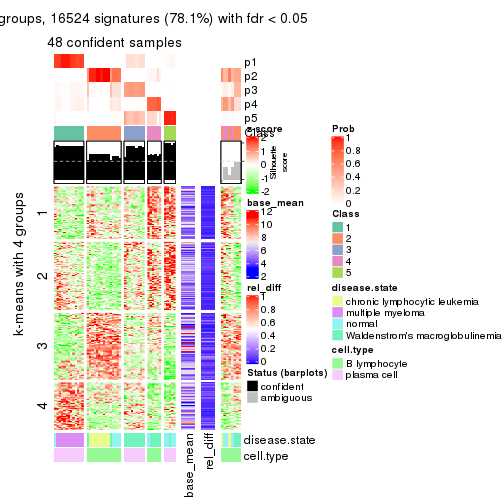 groups, 16524 signatures (78.1%) with fdr < 0.05
48 confident samples
p1
p2
p3
p4
p5
Class
Silhouette
score
k-means with 4 groups
1
2
3
4
z-score
2
1
0
-1
-2
base_mean
12
10
8
6
4
2
rel_diff
1
0.8
0.6
0.4
0.2
0
Status (barplots)
confident
ambiguous
Prob
1
0.8
0.6
0.4
0.2
0
Class
1
2
3
4
5
disease.state
chronic lymphocytic leukemia
multiple myeloma
normal
Waldenstrom's macroglobulinemia
cell.type
B lymphocyte
plasma cell
disease.state
cell.type
base_mean
rel_diff